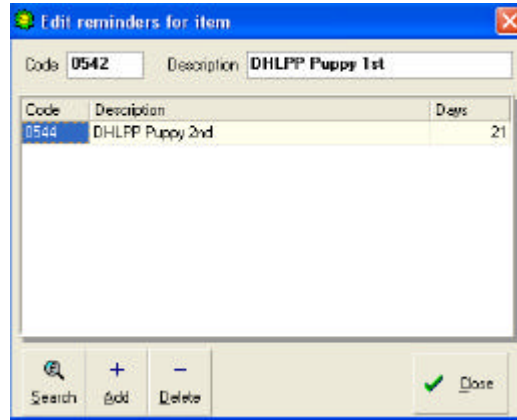 Edit reminders for item
Code 0542 Description DHLPP Puppy 1st
Code Description Days
0544 DHLPP Puppy 2nd 21
Search Add Delete Close